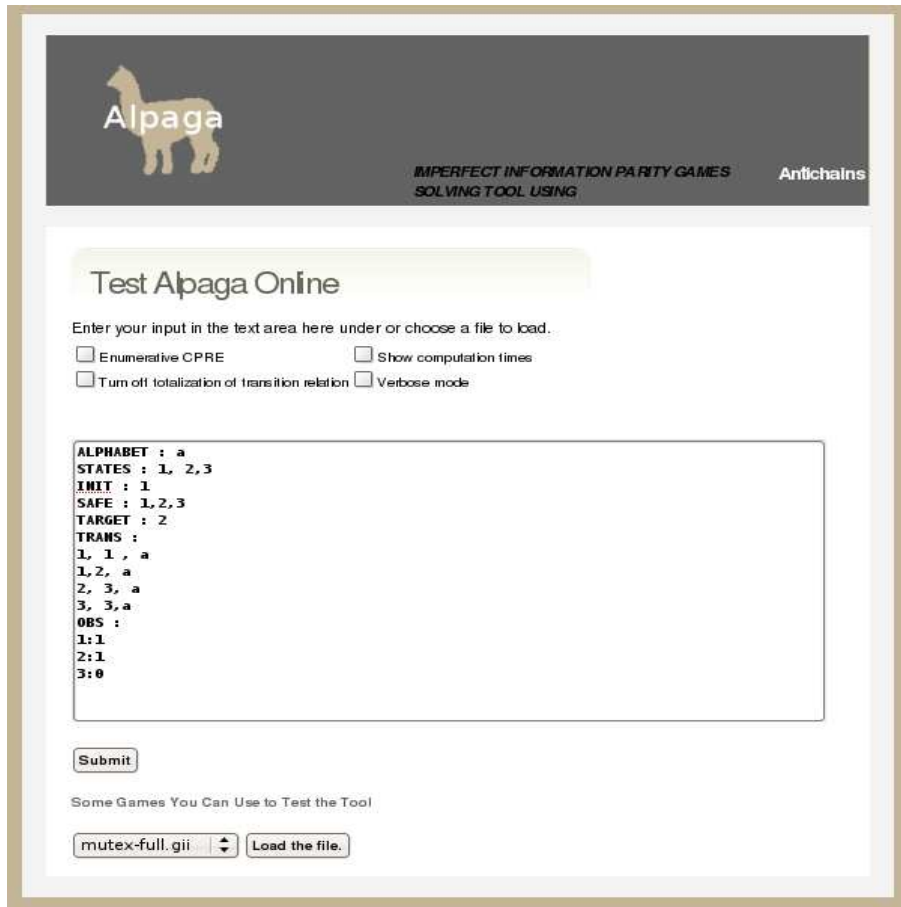 Alpaga
IMPERFECT INFORMATION PARITY GAMES Antichains
SOLVING TOOL USING
Test Alpaga Online
Enter your input in the text area here under or choose a file to load.
Enumerative CPRE Show computation times
Turn off totalization of transition relation Verbose mode
ALPHABET : a
STATES : 1, 2,3
INIT : 1
SAFE : 1,2,3
TARGET : 2
TRANS :
1, 1 , a
1,2, a
2, 3, a
3, 3,a
OBS :
1:1
2:1
3:0
Submit
Some Games You Can Use to Test the Tool
mutex-full.gii Load the file.